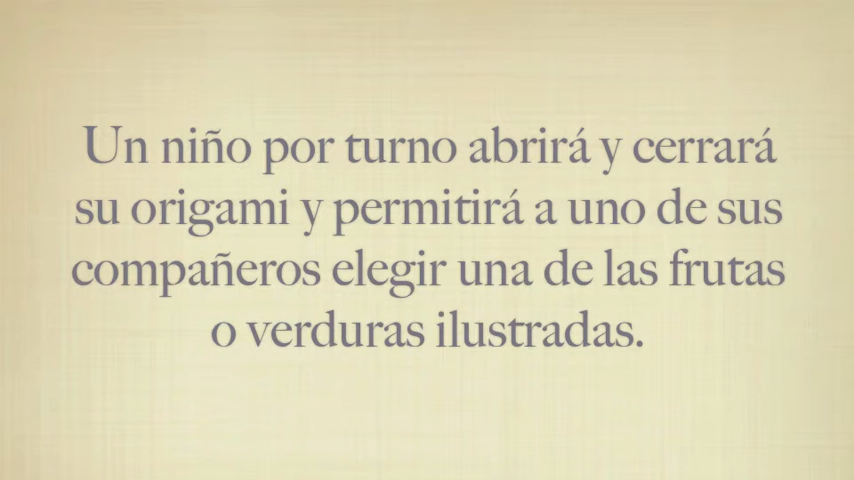 Un niño por turno abrirá y cerrará
su origami y permitirá a uno de sus
compañeros elegir una de las frutas
o verduras ilustradas.